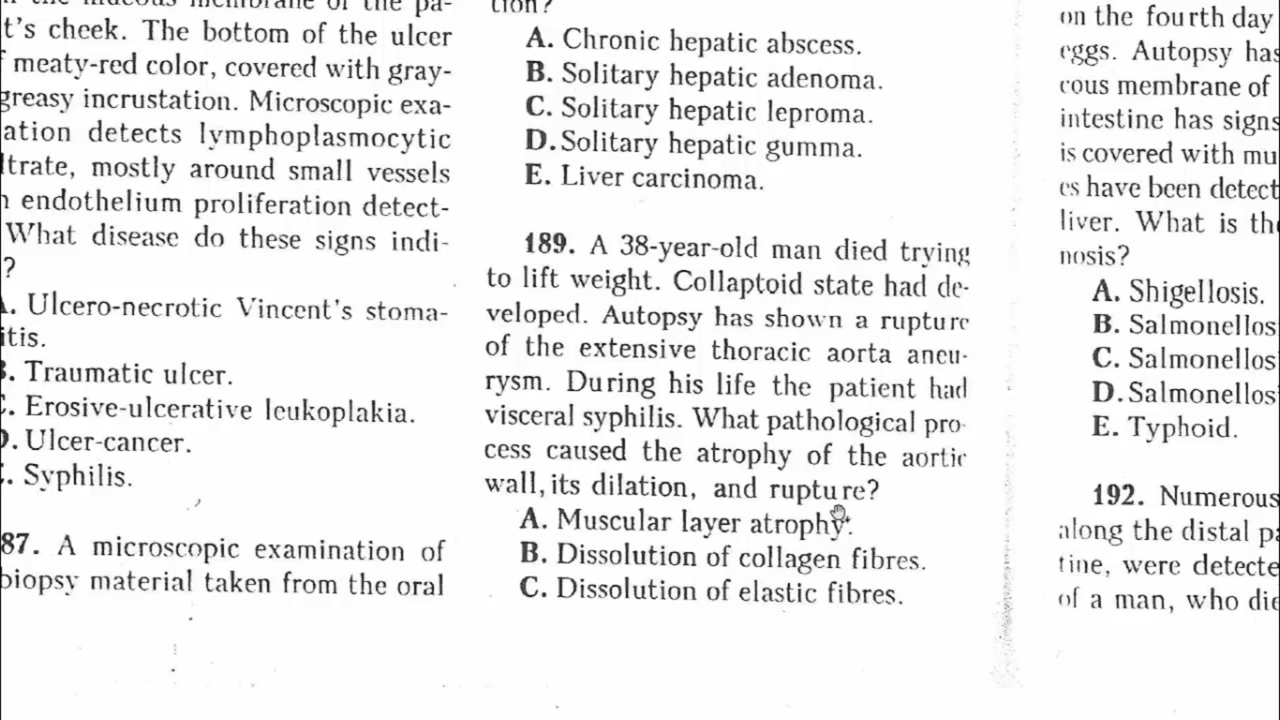 t's cheek. The bottom of the ulcer
meaty-red color, covered with gray-
greasy incrustation. Microscopic exa-
ation detects lymphoplasmocytic
trate, mostly around small vessels
endothelium proliferation detect-
What disease do these signs indi-
?
Ulcero-necrotic Vincent's stoma-
itis.
Traumatic ulcer.
Erosive-ulcerative leukoplakia.
Ulcer-cancer.
Syphilis.
87. A microscopic examination of
biopsy material taken from the oral
tion?
A. Chronic hepatic abscess.
B. Solitary hepatic adenoma.
C. Solitary hepatic leproma.
D. Solitary hepatic gumma.
E. Liver carcinoma.
189. A 38-year-old man died trying
to lift weight. Collaptoid state had de-
veloped. Autopsy has shown a rupture
of the extensive thoracic aorta aneu-
rysm. During his life the patient had
visceral syphilis. What pathological pro-
cess caused the atrophy of the aortic
wall, its dilation, and rupture?
A. Muscular layer atrophy.
B. Dissolution of collagen fibres.
C. Dissolution of elastic fibres.
on the fourth day
eggs. Autopsy has
cous membrane of
intestine has signs
is covered with mu
es have been detect
liver. What is the
nosis?
A. Shigellosis.
B. Salmonellos
C. Salmonellos
D. Salmonellos
E. Typhoid.
192. Numerous
along the distal pa
tine, were detecte
of a man, who die